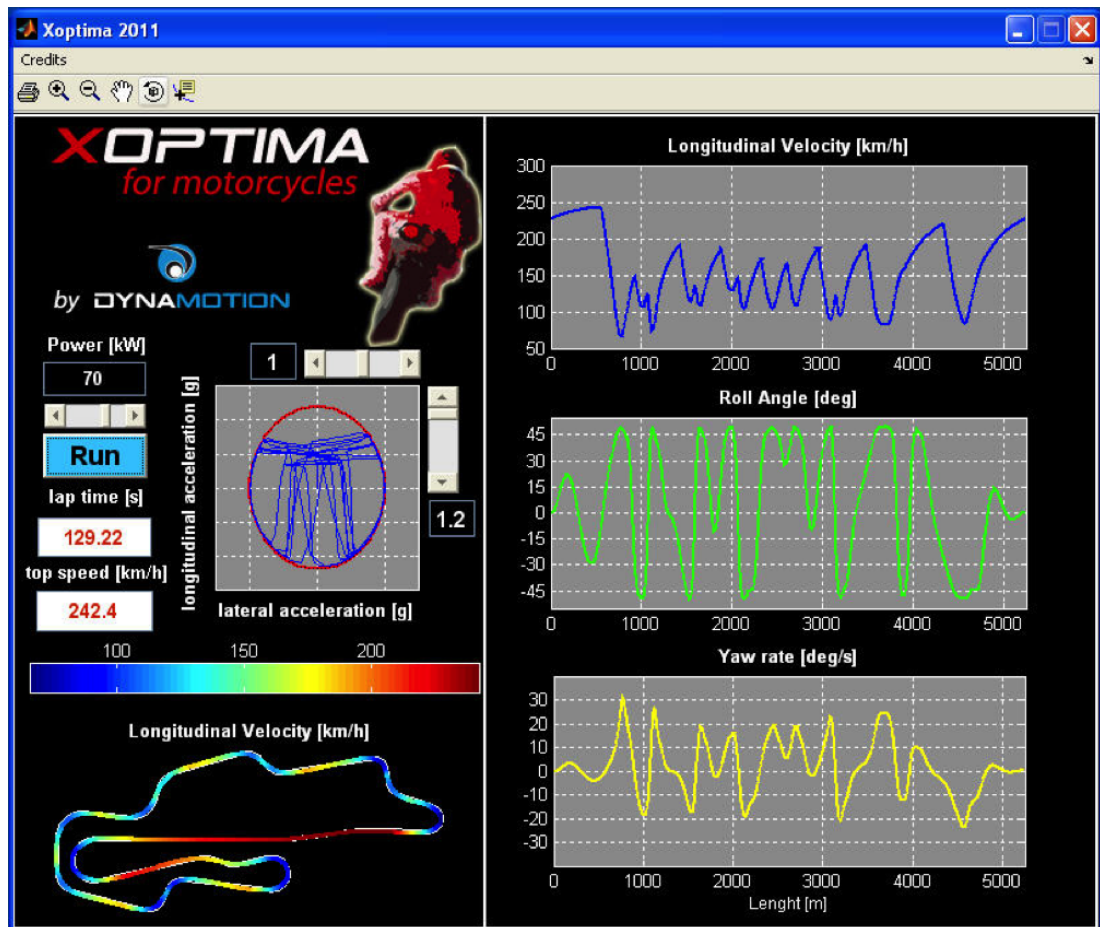 Xoptima 2011
Credits
XOPTIMA
for motorcycles
by DYNAMOTION
Power [kW]
70
Run
lap time [s]
129.22
top speed [km/h]
242.4
1
longitudinal acceleration [g]
1.2
lateral acceleration [g]
100 150 200
Longitudinal Velocity [km/h]
Longitudinal Velocity [km/h]
300
250
200
150
100
50
0 1000 2000 3000 4000 5000
Roll Angle [deg]
45
30
15
0
-15
-30
-45
0 1000 2000 3000 4000 5000
Yaw rate [deg/s]
30
20
10
0
-10
-20
-30
0 1000 2000 3000 4000 5000
Lenght [m]